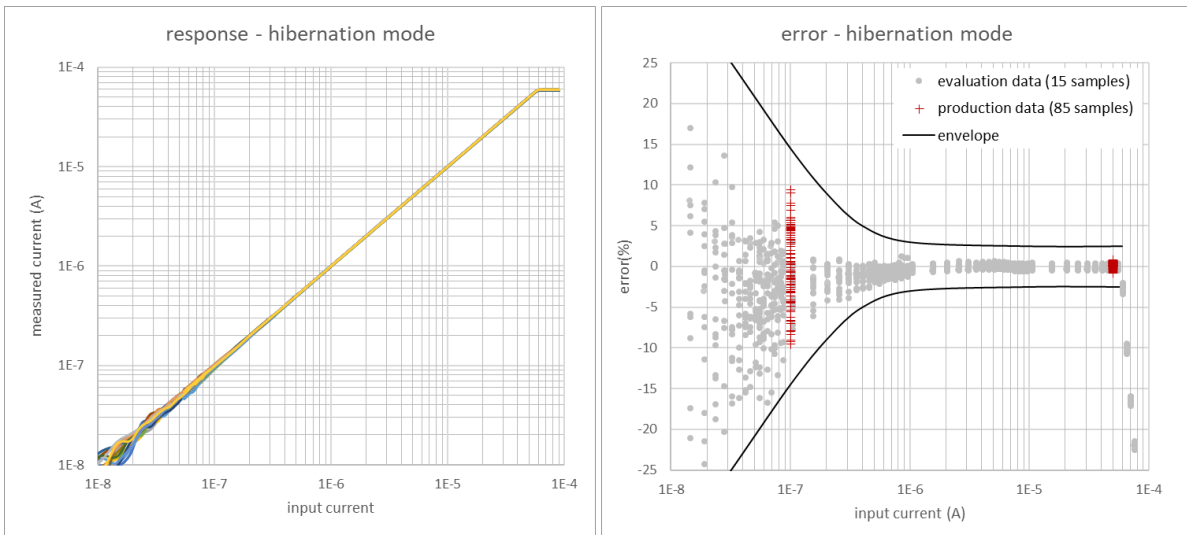 response - hibernation mode
1E-4
1E-5
1E-6
1E-7
1E-8
measured current (A)
1E-8
1E-7
1E-6
1E-5
1E-4
input current
error - hibernation mode
25
20
15
10
5
0
-5
-10
-15
-20
-25
error(%)
evaluation data (15 samples)
production data (85 samples)
envelope
1E-8
1E-7
1E-6
1E-5
1E-4
input current (A)